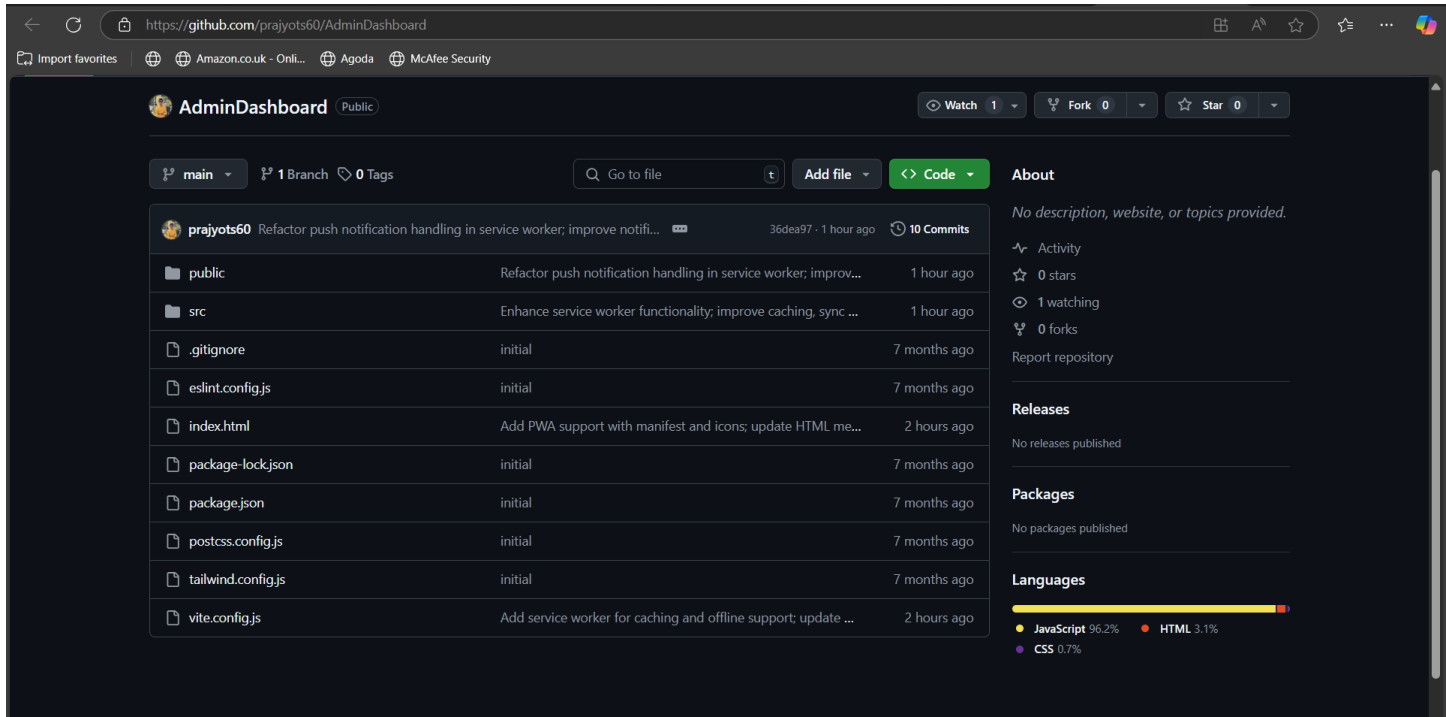 https://github.com/prajyots60/AdminDashboard
Import favorites Amazon.co.uk - Onli... Agoda McAfee Security
AdminDashboard Public Watch 1 Fork 0 Star 0
main 1 Branch 0 Tags Go to file t Add file Code
prajyots60 Refactor push notification handling in service worker; improve notifi... 36dea97 · 1 hour ago 10 Commits
public Refactor push notification handling in service worker; improv... 1 hour ago
src Enhance service worker functionality; improve caching, sync ... 1 hour ago
.gitignore initial 7 months ago
eslint.config.js initial 7 months ago
index.html Add PWA support with manifest and icons; update HTML me... 2 hours ago
package-lock.json initial 7 months ago
package.json initial 7 months ago
postcss.config.js initial 7 months ago
tailwind.config.js initial 7 months ago
vite.config.js Add service worker for caching and offline support; update ... 2 hours ago
About
No description, website, or topics provided.
Activity
0 stars
1 watching
0 forks
Report repository
Releases
No releases published
Packages
No packages published
Languages
JavaScript 96.2% HTML 3.1%
CSS 0.7%